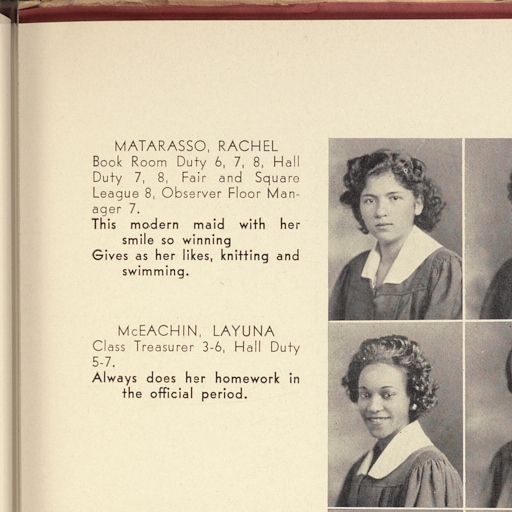 MATARASSO, RACHEL
Book Room Duty 6, 7, 8, Hall
Duty 7, 8, Fair and Square
League 8, Observer Floor Man-
ager 7.
This modern maid with her
smile so winning
Gives as her likes, knitting and
swimming.
McEACHIN, LAYUNA
Class Treasurer 3-6, Hall Duty
5-7.
Always does her homework in
the official period.